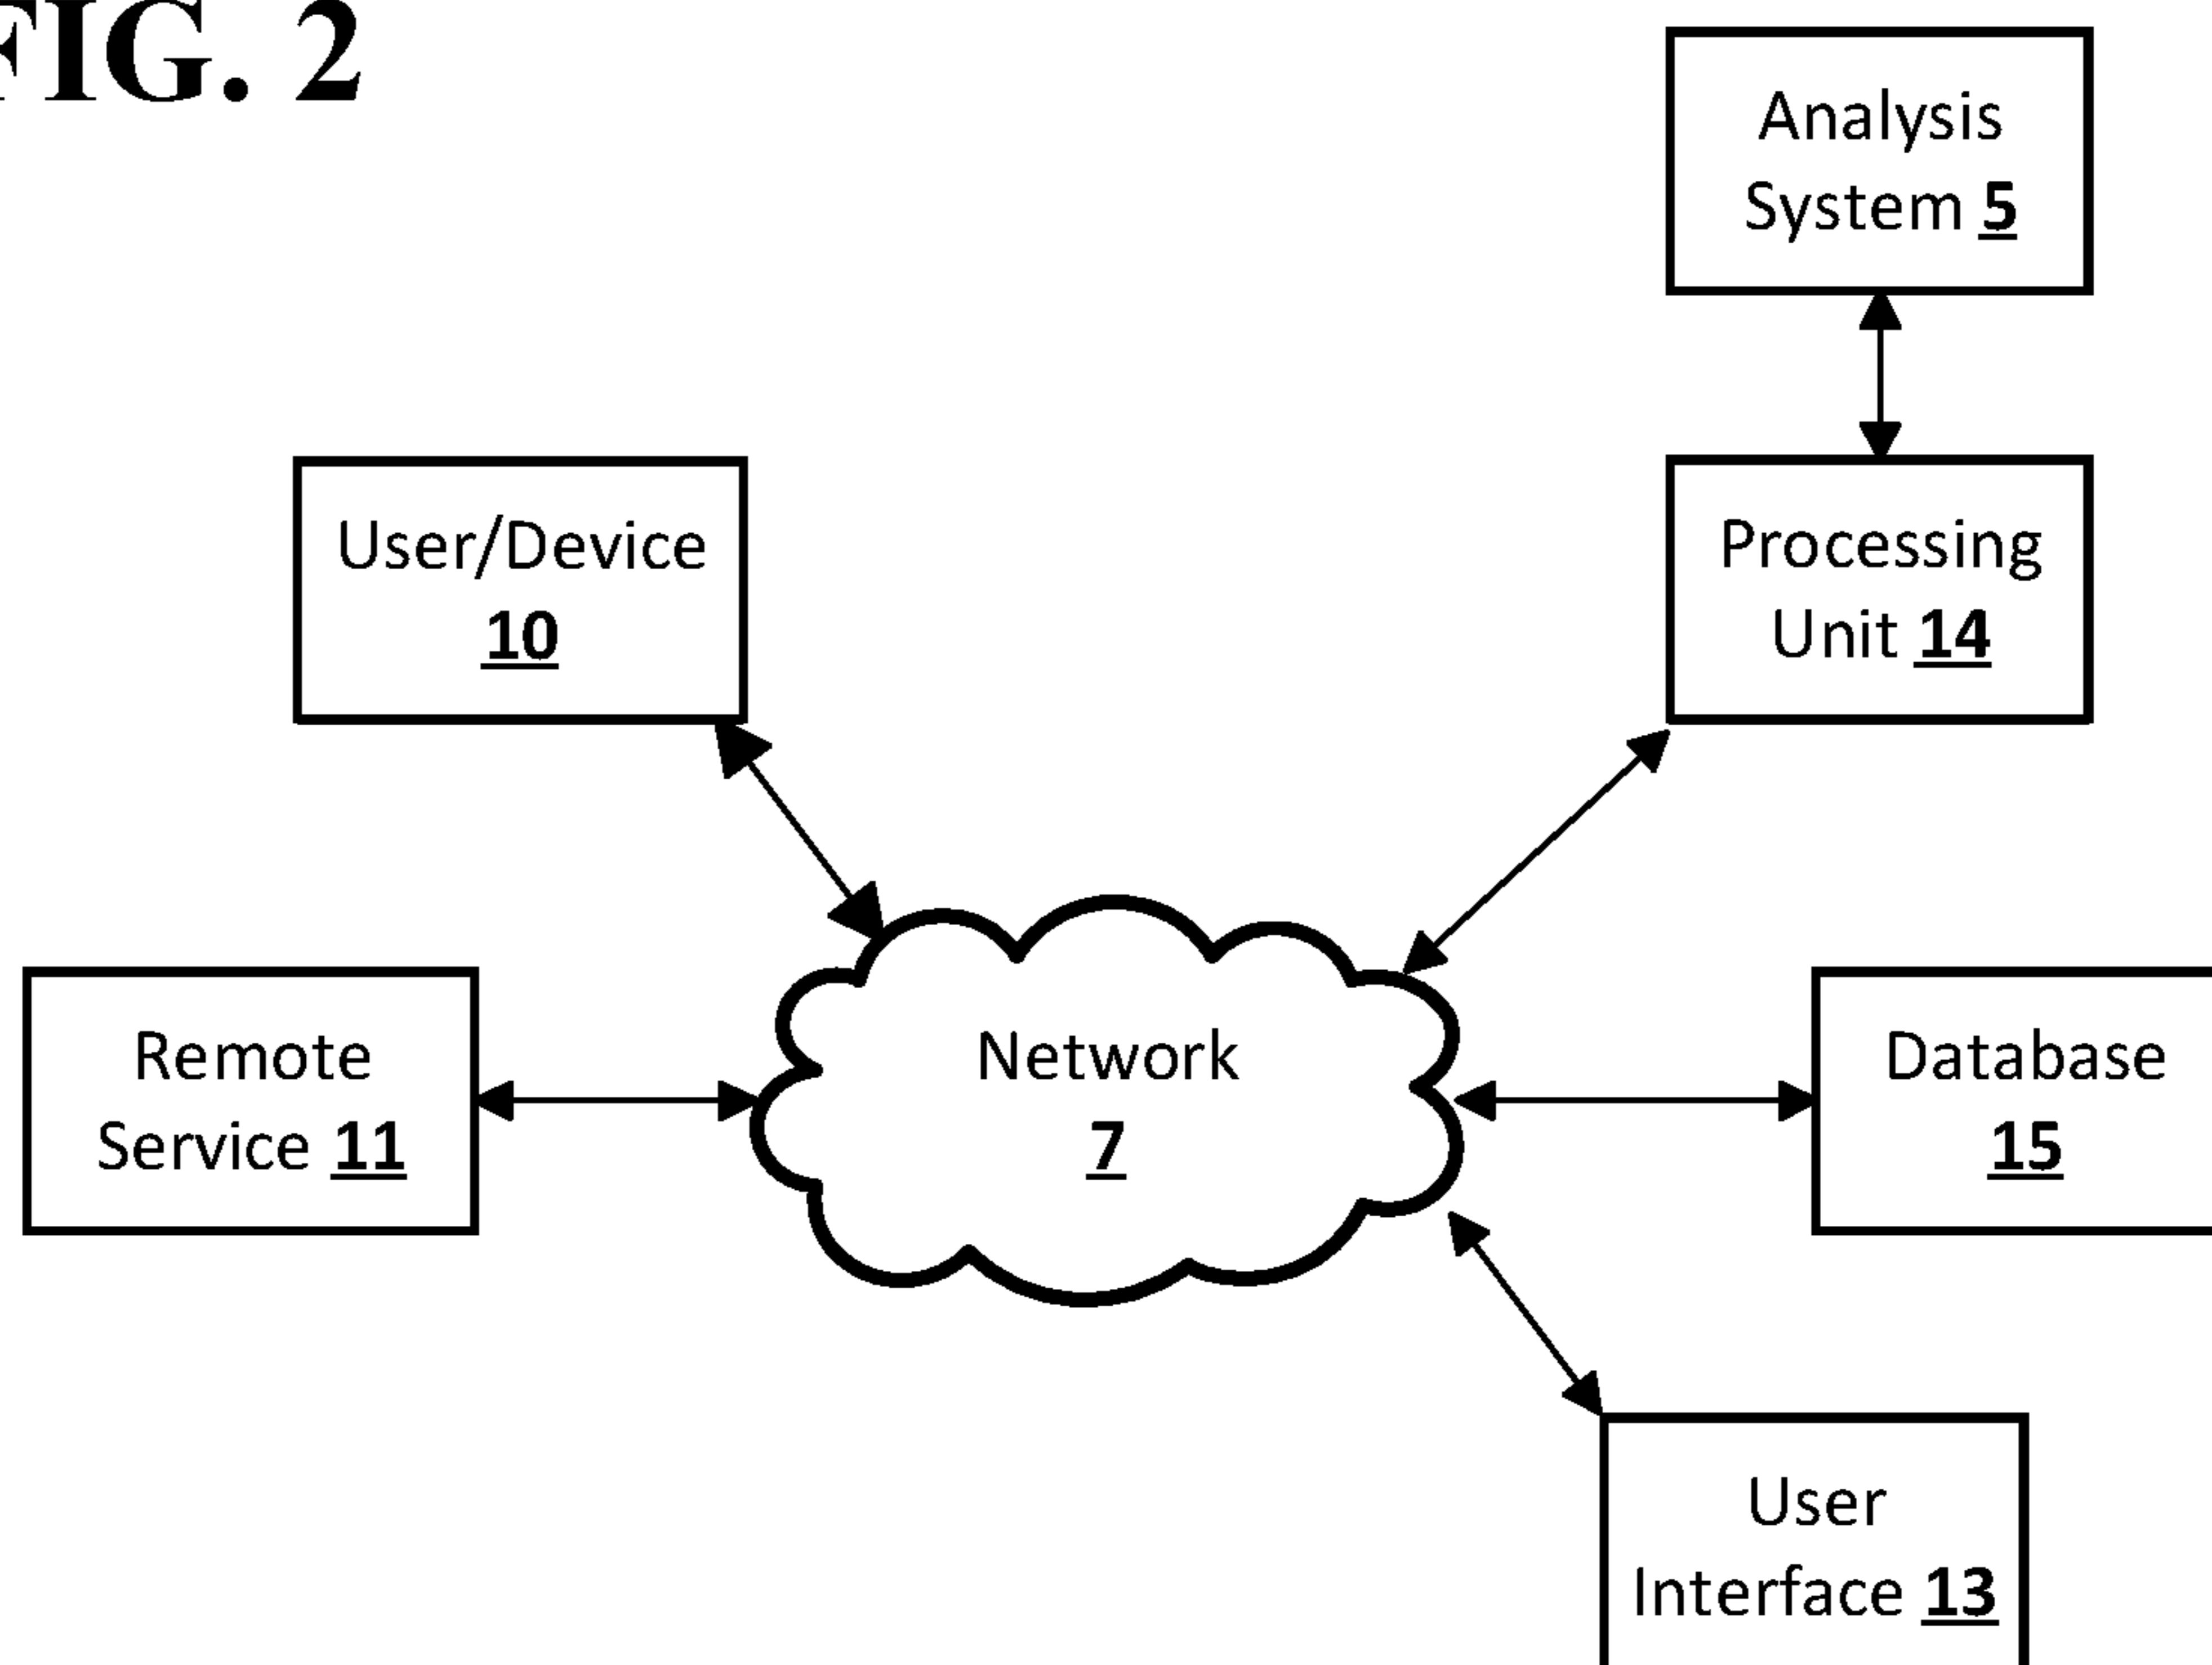 FIG. 2
Analysis
System 5
User/Device
10
Processing
Unit 14
Remote
Service 11
Network
7
Database
15
User
Interface 13